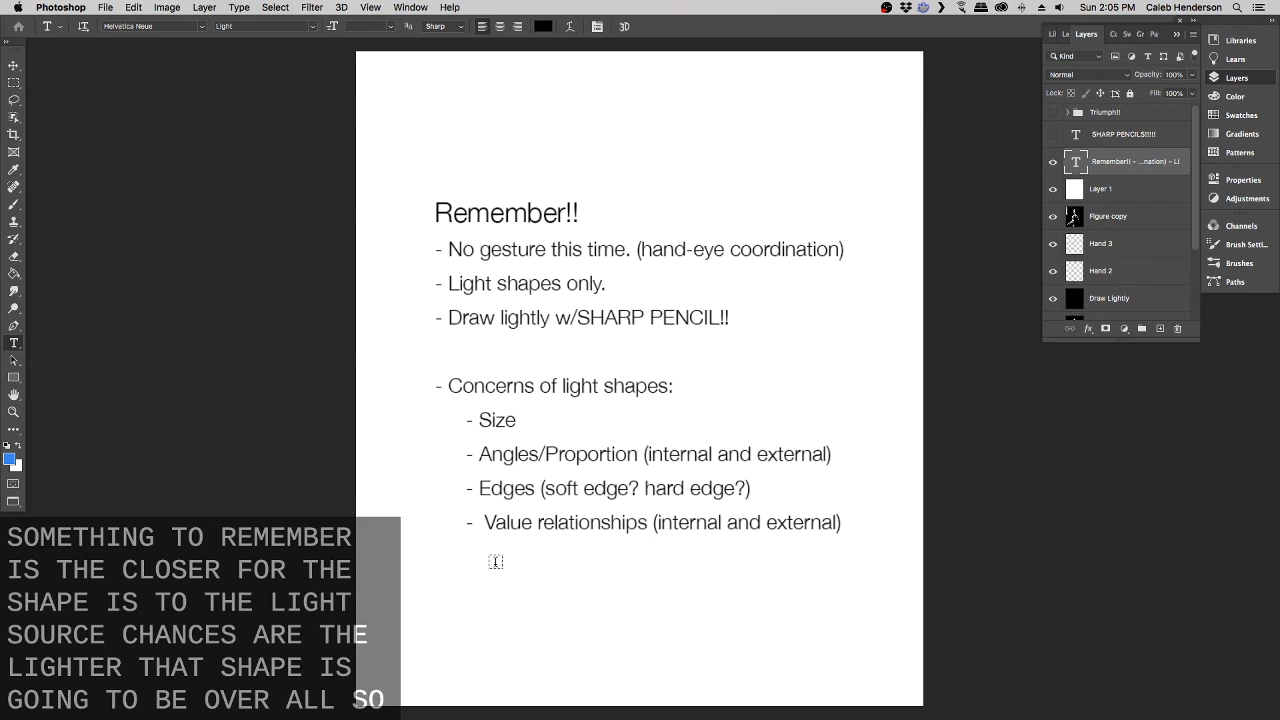 Photoshop File Edit Image Layer Type Select Filter 3D View Window Help Sun 2:05 PM Caleb Henderson
Helvetica Neue Light Sharp 3D
Layers
Kind
Normal Opacity: 100%
Lock: Fill: 100%
Triumph!!
SHARP PENCILS!!!!!
Remember!! - ...nation) - Li
Layer 1
Figure copy
Hand 3
Hand 2
Draw Lightly
Libraries
Learn
Layers
Color
Swatches
Gradients
Patterns
Properties
Adjustments
Channels
Brush Setti...
Brushes
Paths
Remember!!
- No gesture this time. (hand-eye coordination)
- Light shapes only.
- Draw lightly w/SHARP PENCIL!!
- Concerns of light shapes:
- Size
- Angles/Proportion (internal and external)
- Edges (soft edge? hard edge?)
- Value relationships (internal and external)
SOMETHING TO REMEMBER
IS THE CLOSER FOR THE
SHAPE IS TO THE LIGHT
SOURCE CHANCES ARE THE
LIGHTER THAT SHAPE IS
GOING TO BE OVER ALL SO